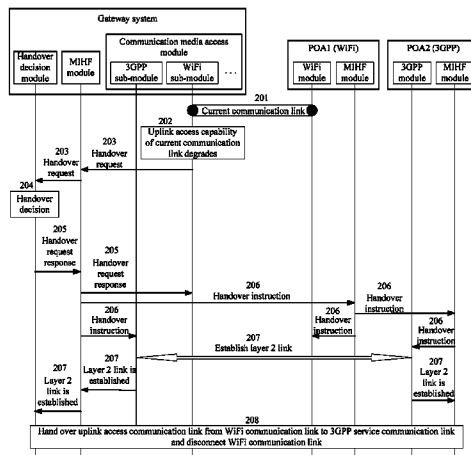 Gateway system
Communication media access
module
Handover
decision
module
MIHF
module
3GPP
sub-module
WiFi
sub-module
...
POA1 (WiFi)
WiFi
module
MIHF
module
POA2 (3GPP)
3GPP
module
MIHF
module
201
Current communication link
202
Uplink access capability
of current communication
link degrades
203
Handover
request
203
Handover
request
204
Handover
decision
205
Handover
request
response
205
Handover
request
response
206
Handover instruction
206
Handover
instruction
206
Handover
instruction
206
Handover
instruction
206
Handover
instruction
207
Establish layer 2 link
207
Layer 2 link is
established
207
Layer 2
link is
established
207
Layer 2
link is
established
208
Hand over uplink access communication link from WiFi communication link to 3GPP service communication link
and disconnect WiFi communication link